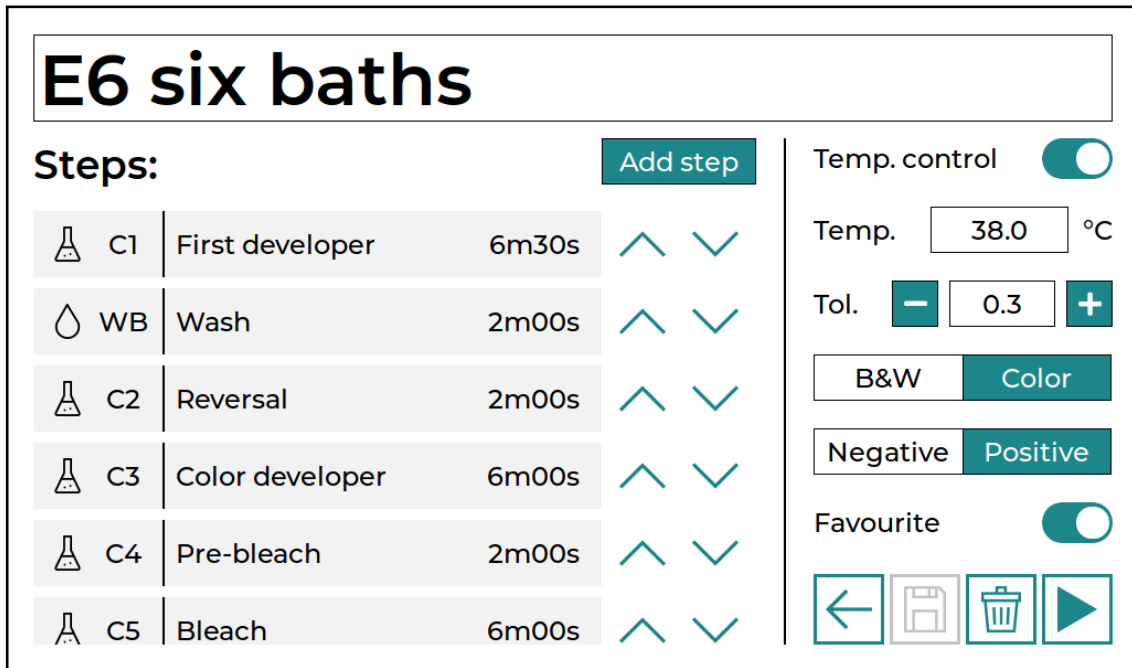 E6 six baths
Steps:
Add step
C1 First developer 6m30s
WB Wash 2m00s
C2 Reversal 2m00s
C3 Color developer 6m00s
C4 Pre-bleach 2m00s
C5 Bleach 6m00s
Temp. control
Temp. 38.0 °C
Tol. − 0.3 +
B&W Color
Negative Positive
Favourite